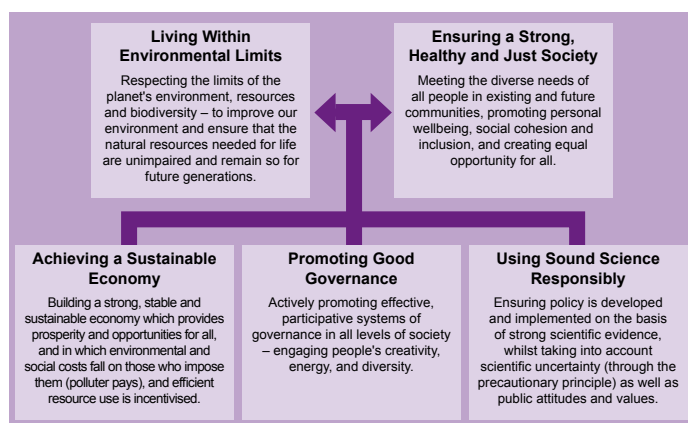 Living Within
Environmental Limits
Respecting the limits of the
planet's environment, resources
and biodiversity – to improve our
environment and ensure that the
natural resources needed for life
are unimpaired and remain so for
future generations.
Ensuring a Strong,
Healthy and Just Society
Meeting the diverse needs of
all people in existing and future
communities, promoting personal
wellbeing, social cohesion and
inclusion, and creating equal
opportunity for all.
Achieving a Sustainable
Economy
Building a strong, stable and
sustainable economy which provides
prosperity and opportunities for all,
and in which environmental and
social costs fall on those who impose
them (polluter pays), and efficient
resource use is incentivised.
Promoting Good
Governance
Actively promoting effective,
participative systems of
governance in all levels of society
– engaging people's creativity,
energy, and diversity.
Using Sound Science
Responsibly
Ensuring policy is developed
and implemented on the basis
of strong scientific evidence,
whilst taking into account
scientific uncertainty (through the
precautionary principle) as well as
public attitudes and values.